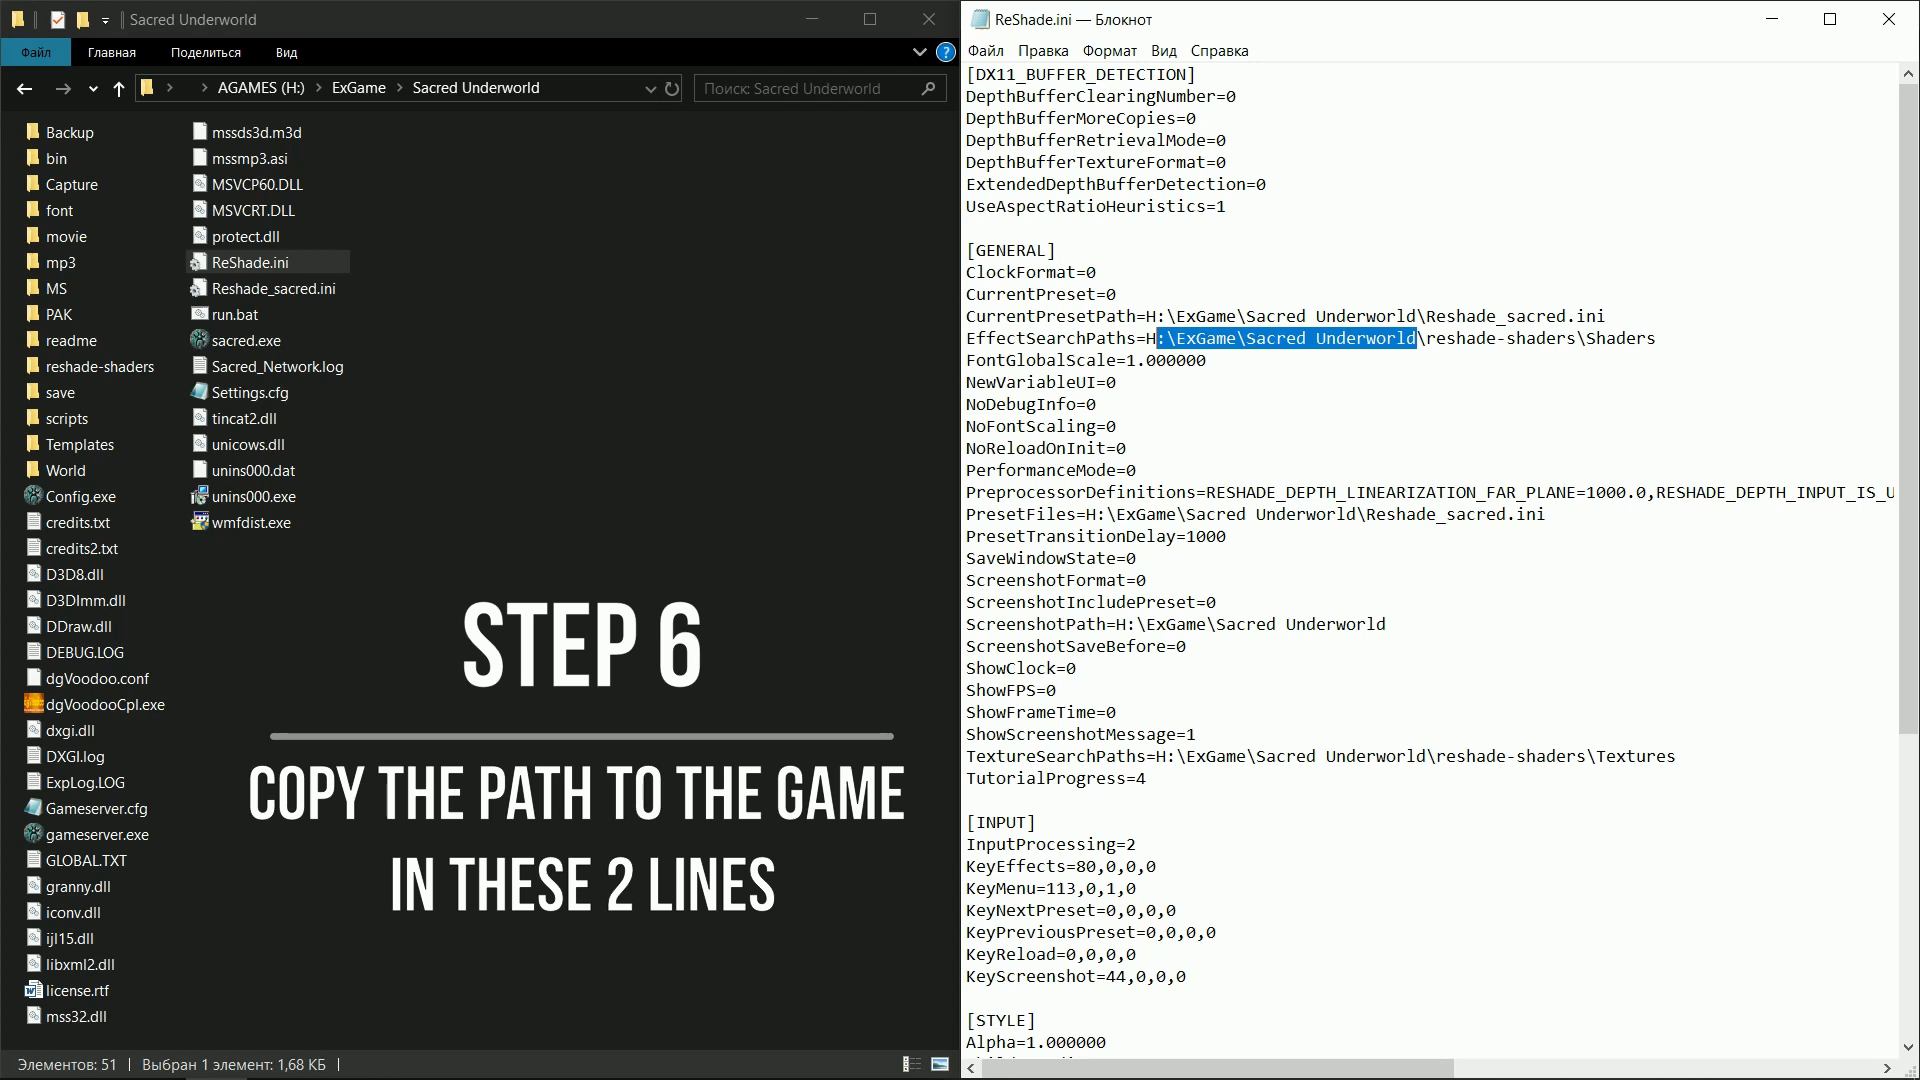 Sacred Underworld
Файл Главная Поделиться Вид
AGAMES (H:) ExGame Sacred Underworld
Поиск: Sacred Underworld
Backup
bin
Capture
font
movie
mp3
MS
PAK
readme
reshade-shaders
save
scripts
Templates
World
Config.exe
credits.txt
credits2.txt
D3D8.dll
D3DImm.dll
DDraw.dll
DEBUG.LOG
dgVoodoo.conf
dgVoodooCpl.exe
dxgi.dll
DXGI.log
ExpLog.LOG
Gameserver.cfg
gameserver.exe
GLOBAL.TXT
granny.dll
iconv.dll
ijl15.dll
libxml2.dll
license.rtf
mss32.dll
mssds3d.m3d
mssmp3.asi
MSVCP60.DLL
MSVCRT.DLL
protect.dll
ReShade.ini
Reshade_sacred.ini
run.bat
sacred.exe
Sacred_Network.log
Settings.cfg
tincat2.dll
unicows.dll
unins000.dat
unins000.exe
wmfdist.exe
STEP 6
COPY THE PATH TO THE GAME
IN THESE 2 LINES
Элементов: 51 Выбран 1 элемент: 1,68 КБ
ReShade.ini — Блокнот
Файл Правка Формат Вид Справка
[DX11_BUFFER_DETECTION]
DepthBufferClearingNumber=0
DepthBufferMoreCopies=0
DepthBufferRetrievalMode=0
DepthBufferTextureFormat=0
ExtendedDepthBufferDetection=0
UseAspectRatioHeuristics=1
[GENERAL]
ClockFormat=0
CurrentPreset=0
CurrentPresetPath=H:\ExGame\Sacred Underworld\Reshade_sacred.ini
EffectSearchPaths=H:\ExGame\Sacred Underworld\reshade-shaders\Shaders
FontGlobalScale=1.000000
NewVariableUI=0
NoDebugInfo=0
NoFontScaling=0
NoReloadOnInit=0
PerformanceMode=0
PreprocessorDefinitions=RESHADE_DEPTH_LINEARIZATION_FAR_PLANE=1000.0,RESHADE_DEPTH_INPUT_IS_U
PresetFiles=H:\ExGame\Sacred Underworld\Reshade_sacred.ini
PresetTransitionDelay=1000
SaveWindowState=0
ScreenshotFormat=0
ScreenshotIncludePreset=0
ScreenshotPath=H:\ExGame\Sacred Underworld
ScreenshotSaveBefore=0
ShowClock=0
ShowFPS=0
ShowFrameTime=0
ShowScreenshotMessage=1
TextureSearchPaths=H:\ExGame\Sacred Underworld\reshade-shaders\Textures
TutorialProgress=4
[INPUT]
InputProcessing=2
KeyEffects=80,0,0,0
KeyMenu=113,0,1,0
KeyNextPreset=0,0,0,0
KeyPreviousPreset=0,0,0,0
KeyReload=0,0,0,0
KeyScreenshot=44,0,0,0
[STYLE]
Alpha=1.000000